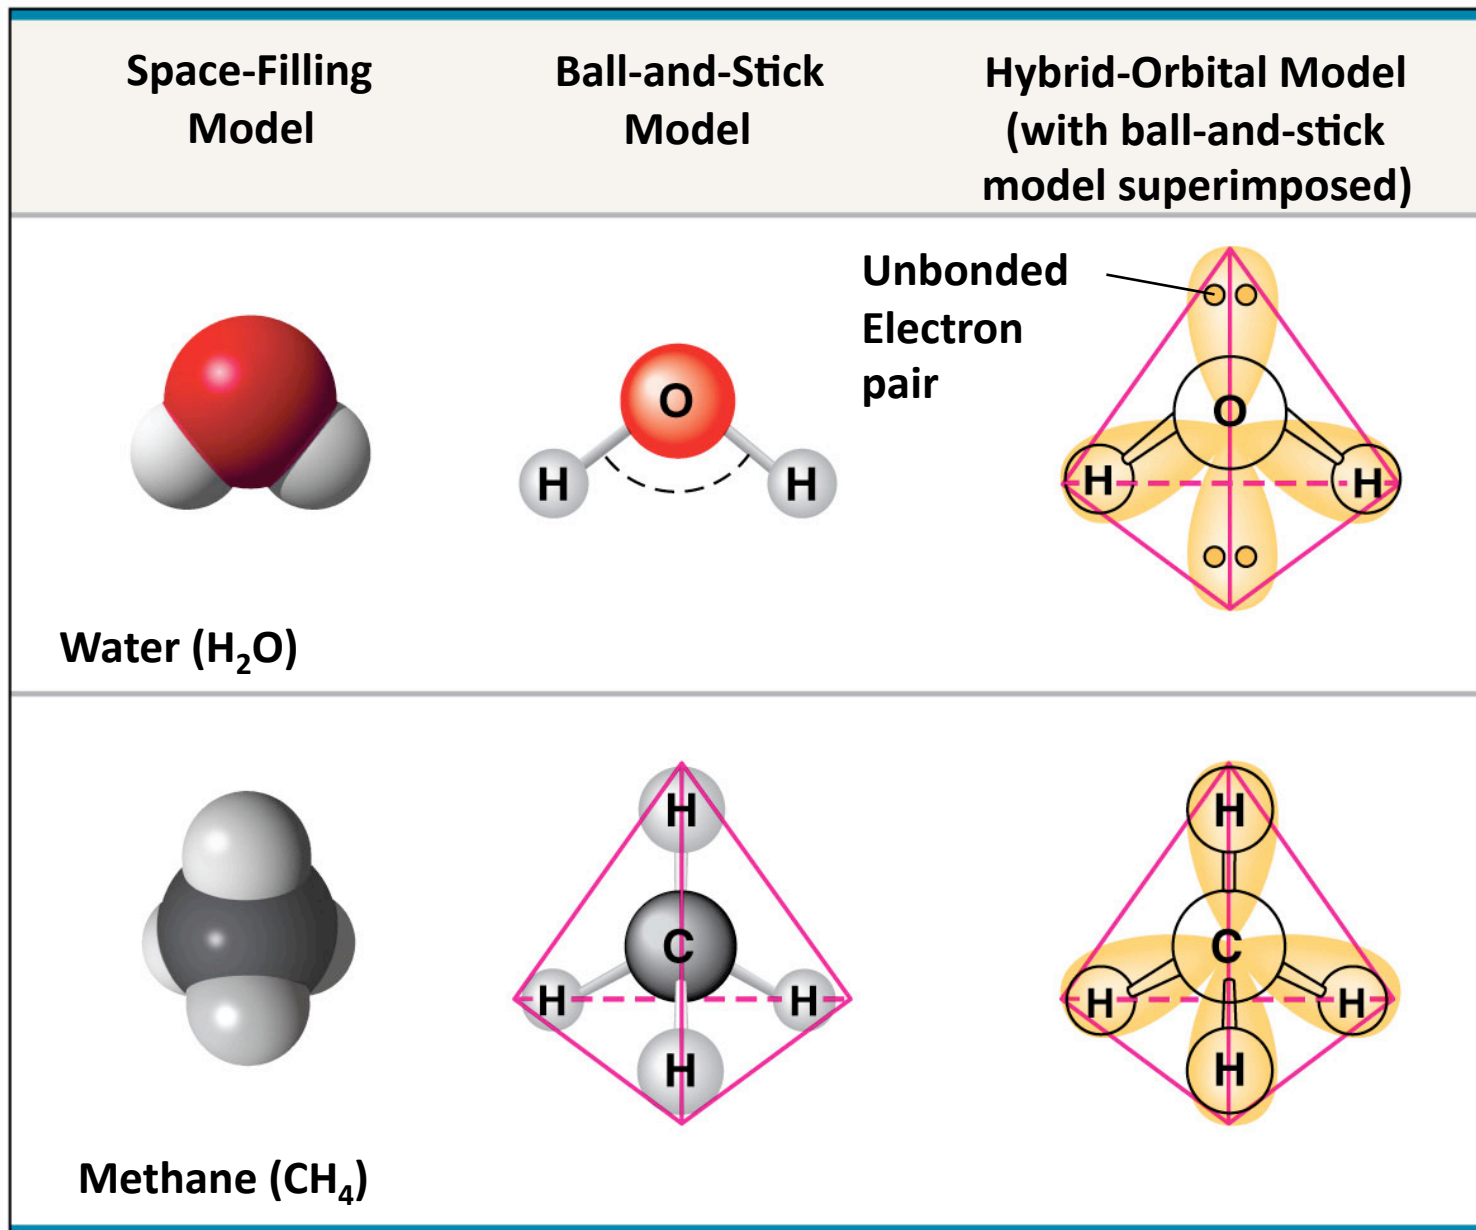 Space-Filling
Model
Ball-and-Stick
Model
Hybrid-Orbital Model
(with ball-and-stick
model superimposed)
Unbonded
Electron
pair
O
H
H
O
H
H
Water (H₂O)
H
C
H
H
H
H
C
H
H
H
Methane (CH₄)